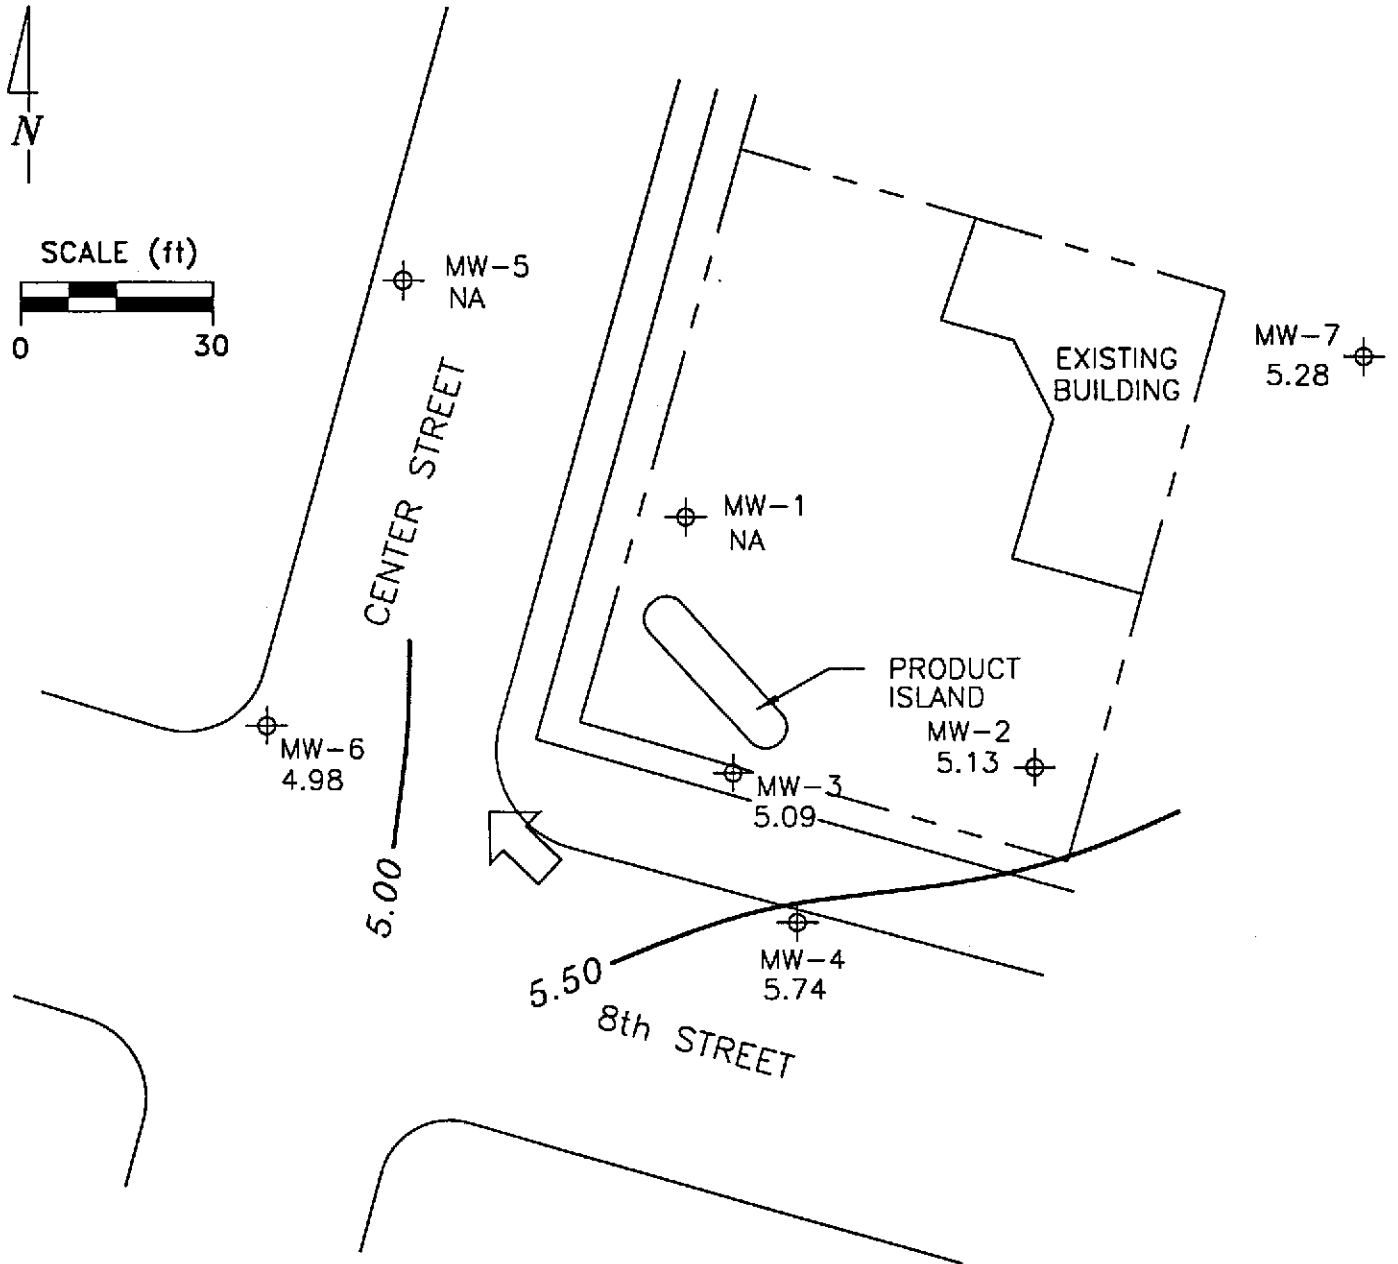 N
SCALE (ft)
0 30
MW-5
NA
MW-7
5.28
EXISTING
BUILDING
CENTER STREET
MW-1
NA
PRODUCT
ISLAND
MW-2
5.13
MW-6
4.98
MW-3
5.09
5.00
5.50
MW-4
5.74
8th STREET